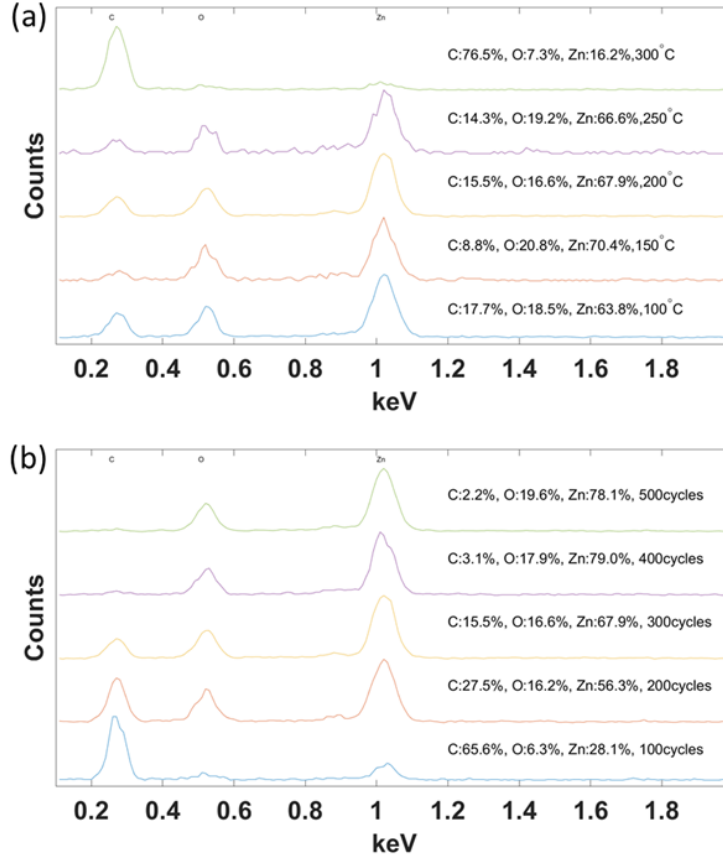 (a)
C O Zn
C:76.5%, O:7.3%, Zn:16.2%,300°C
C:14.3%, O:19.2%, Zn:66.6%,250°C
C:15.5%, O:16.6%, Zn:67.9%,200°C
C:8.8%, O:20.8%, Zn:70.4%,150°C
C:17.7%, O:18.5%, Zn:63.8%,100°C
Counts
0.2 0.4 0.6 0.8 1 1.2 1.4 1.6 1.8
keV
(b)
C O Zn
C:2.2%, O:19.6%, Zn:78.1%, 500cycles
C:3.1%, O:17.9%, Zn:79.0%, 400cycles
C:15.5%, O:16.6%, Zn:67.9%, 300cycles
C:27.5%, O:16.2%, Zn:56.3%, 200cycles
C:65.6%, O:6.3%, Zn:28.1%, 100cycles
Counts
0.2 0.4 0.6 0.8 1 1.2 1.4 1.6 1.8
keV